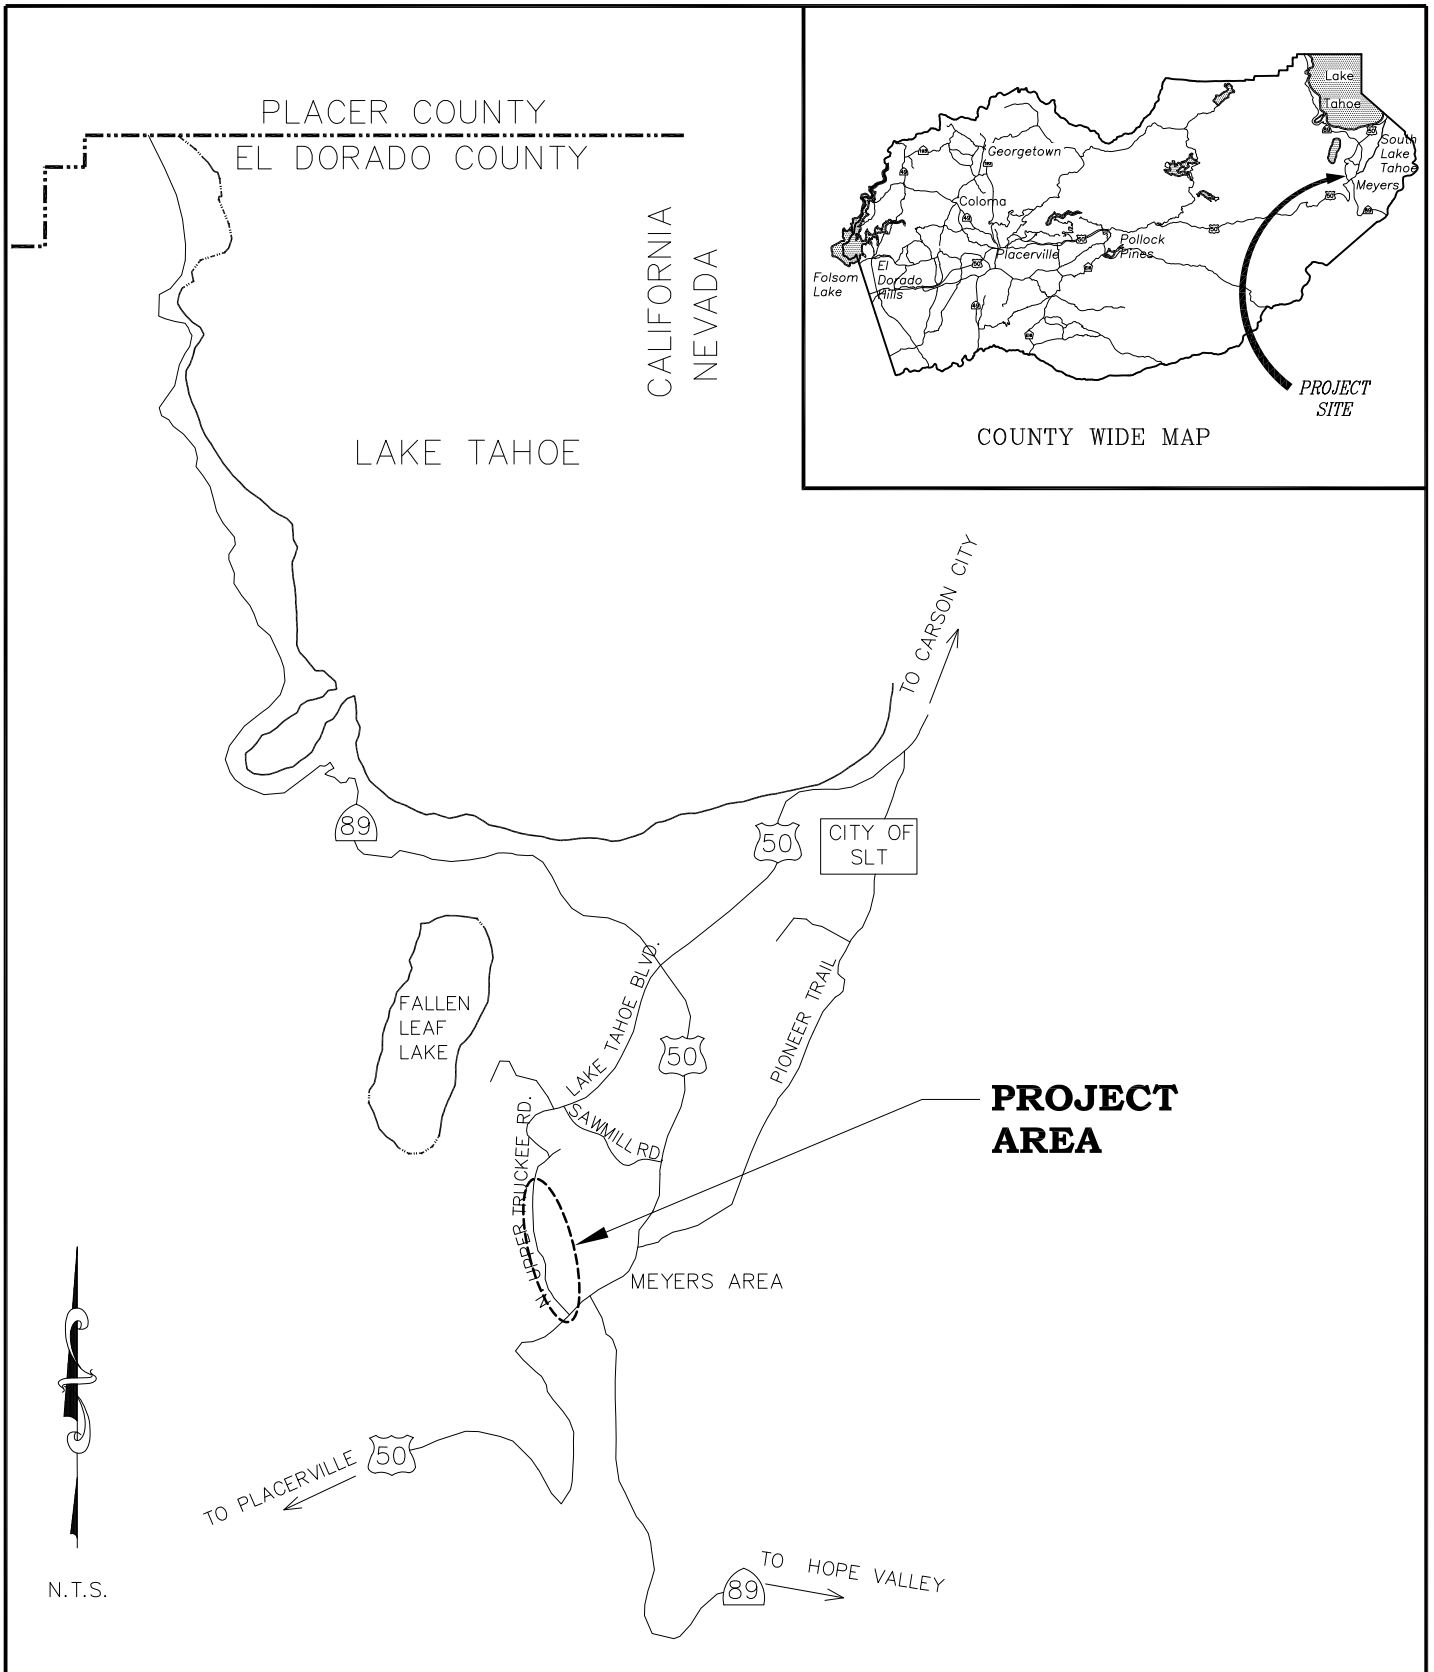 PLACER COUNTY
EL DORADO COUNTY
CALIFORNIA
NEVADA
LAKE TAHOE
Lake
Tahoe
South
Lake
Tahoe
Meyers
Georgetown
Coloma
Placerville
Pollock
Pines
Folsom
Lake
El
Dorado
Hills
50
50
50
PROJECT
SITE
COUNTY WIDE MAP
TO CARSON CITY
89
50
CITY OF
SLT
FALLEN
LEAF
LAKE
LAKE TAHOE BLVD.
50
PIONEER TRAIL
SAWMILL RD
N. UPPER TRUCKEE RD.
PROJECT
AREA
MEYERS AREA
TO PLACERVILLE
50
TO HOPE VALLEY
89
N.T.S.